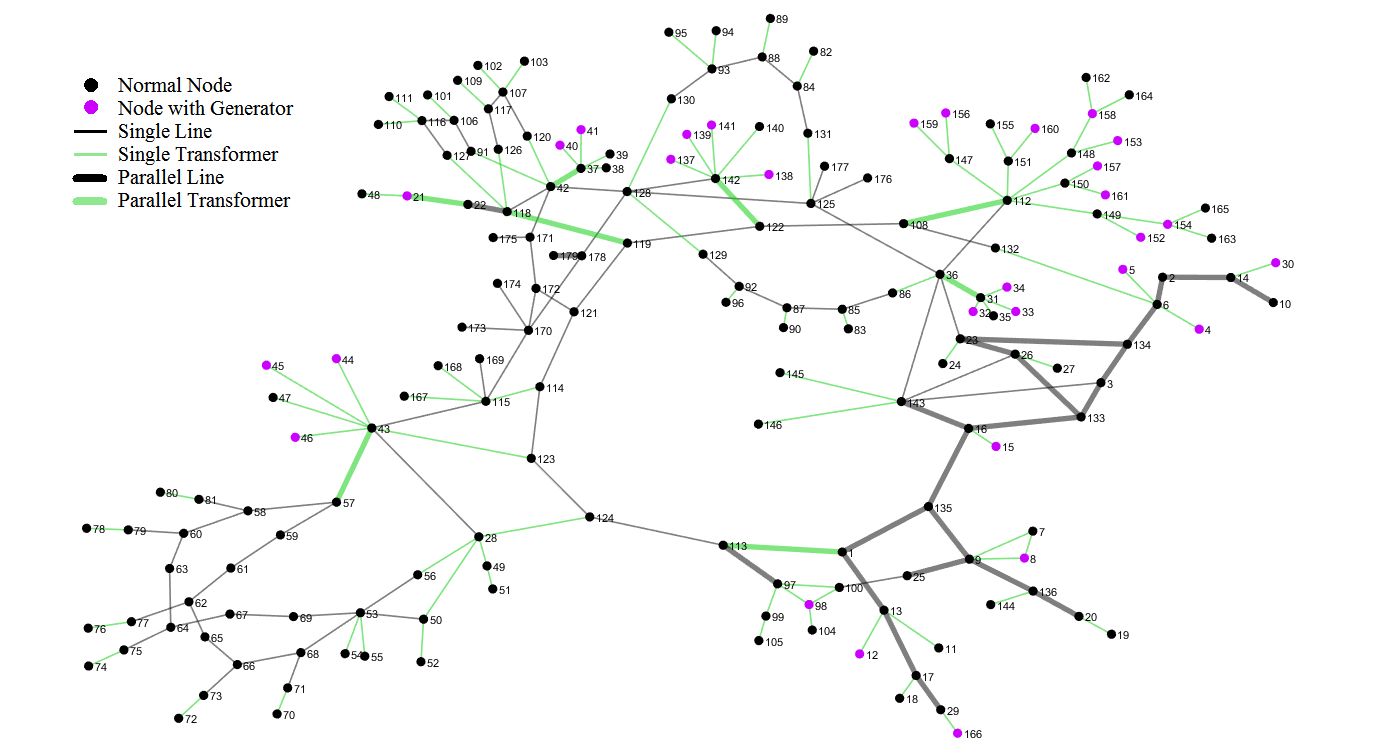 Normal Node
Node with Generator
Single Line
Single Transformer
Parallel Line
Parallel Transformer
89
95 94
82
93 88
102 103
109 84
162
107
111 101 130 164
117
156 158
110 116 106 159 155 160
141 140
41 139 131
120
153
40 148
91 126 39
127 137 147 151 157
37 38 177
142 138 176
150
42 161
48 21 128
112
22 125 165
118 149
154
122 108 152 163
175 171 119
132
179 178 129
30
5
36 2 14
174 92
172 86 34
31
96 6 10
121 87 85 32 35 33
173 170 90 83 4
23 134
44 169 26
45 168 24 27
145
114 3
47 167 115 143
133
43 146 16
46
15
123
80 81
57
58 135
124
78 79 60 59 7
28 113 1
9 8
63 61 49
56 25
97 100 136
51
62 98 144
67 69 53 50 13 20
77 99
76 64 104 19
65
75 105 11
68 54 55 12
74 66 52
17
71
73 18
72 70 29
166